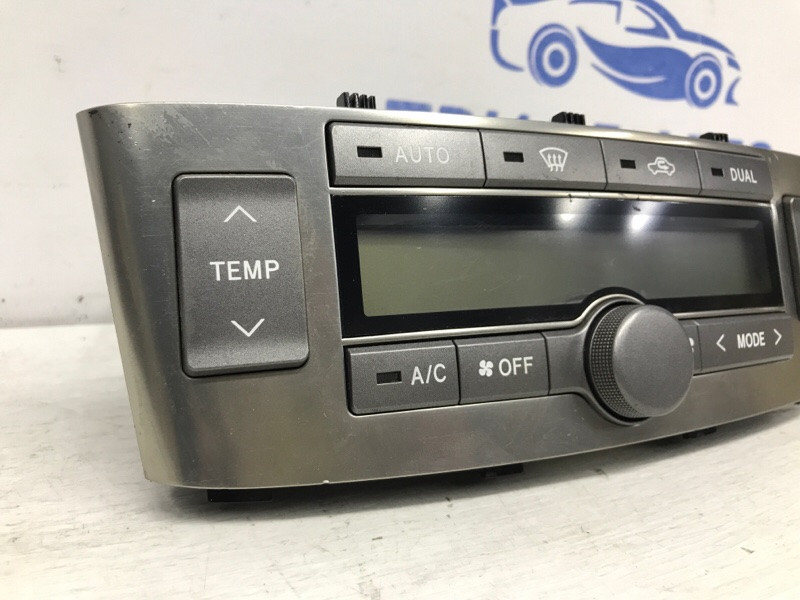 AUTO
DUAL
TEMP
A/C
OFF
< MODE >